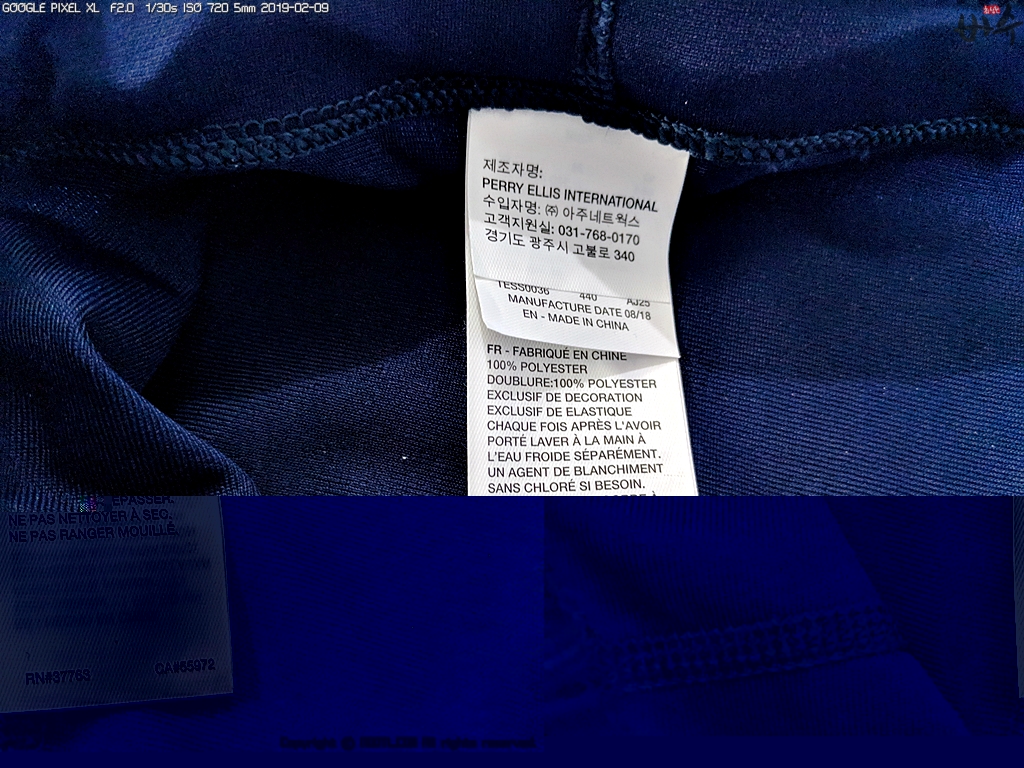 GOOGLE PIXEL XL F2.0 1/30s ISO 720 5mm 2019-02-09
제조자명:
PERRY ELLIS INTERNATIONAL
수입자명: ㈜ 아주네트웍스
고객지원실: 031-768-0170
경기도 광주시 고불로 340
TESS0036 440 AJ25
MANUFACTURE DATE 08/18
EN - MADE IN CHINA
FR - FABRIQUÉ EN CHINE
100% POLYESTER
DOUBLURE:100% POLYESTER
EXCLUSIF DE DECORATION
EXCLUSIF DE ELASTIQUE
CHAQUE FOIS APRÈS L'AVOIR
PORTÉ LAVER À LA MAIN À
L'EAU FROIDE SÉPARÉMENT.
UN AGENT DE BLANCHIMENT
SANS CHLORÉ SI BESOIN.
NE PAS NETTOYER À SEC.
NE PAS RANGER MOUILLÉ.
RN#37763 CA#65972